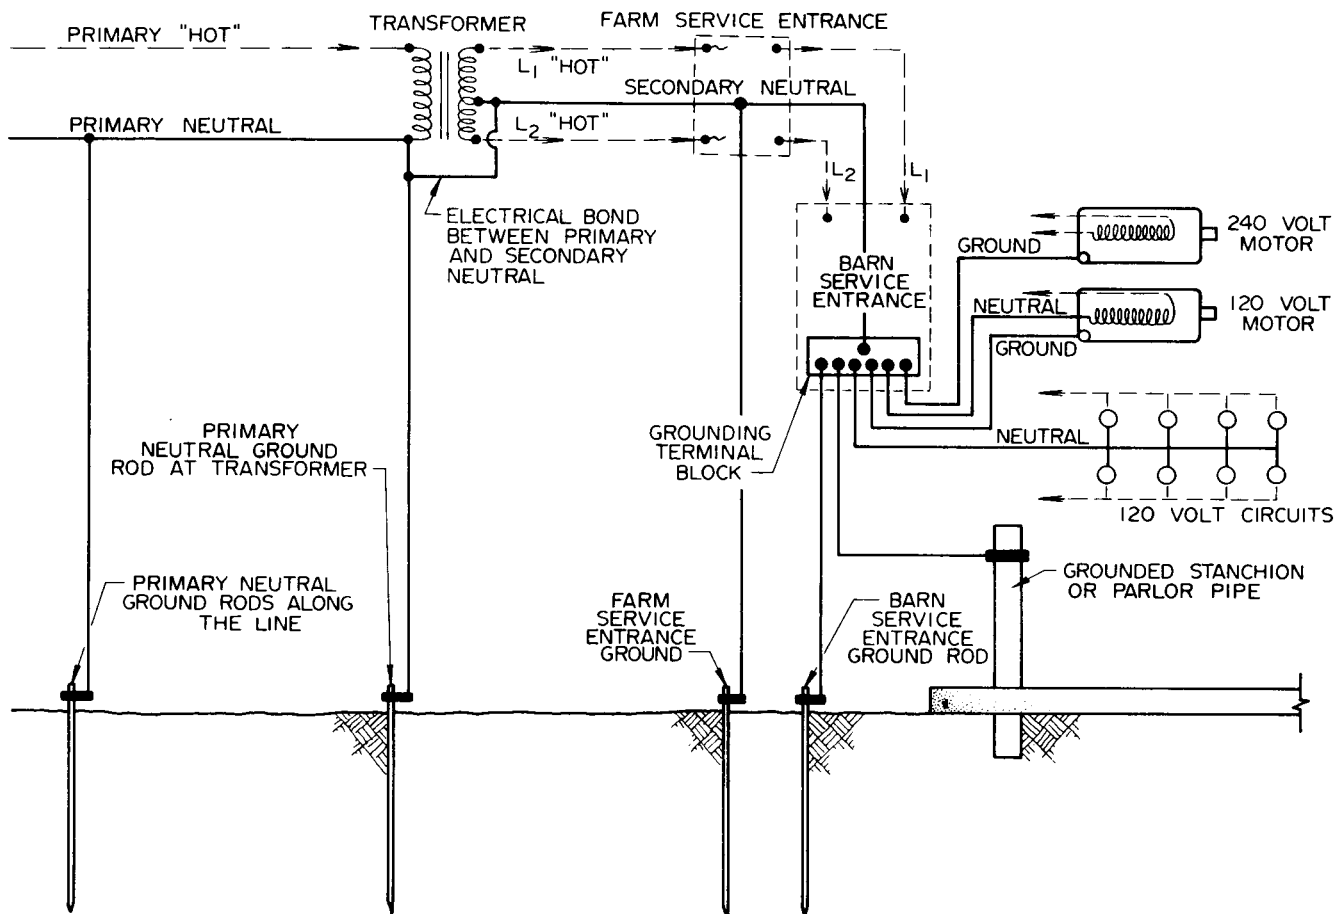 TRANSFORMER
FARM SERVICE ENTRANCE
PRIMARY "HOT"
L1 "HOT"
SECONDARY NEUTRAL
PRIMARY NEUTRAL
L2 "HOT"
L2
L1
ELECTRICAL BOND
BETWEEN PRIMARY
AND SECONDARY
NEUTRAL
BARN
SERVICE
ENTRANCE
GROUND
240 VOLT
MOTOR
NEUTRAL
120 VOLT
MOTOR
GROUND
PRIMARY
NEUTRAL GROUND
ROD AT TRANSFORMER
GROUNDING
TERMINAL
BLOCK
NEUTRAL
120 VOLT CIRCUITS
PRIMARY NEUTRAL
GROUND RODS ALONG
THE LINE
FARM
SERVICE
ENTRANCE
GROUND
BARN
SERVICE
ENTRANCE
GROUND ROD
GROUNDED STANCHION
OR PARLOR PIPE